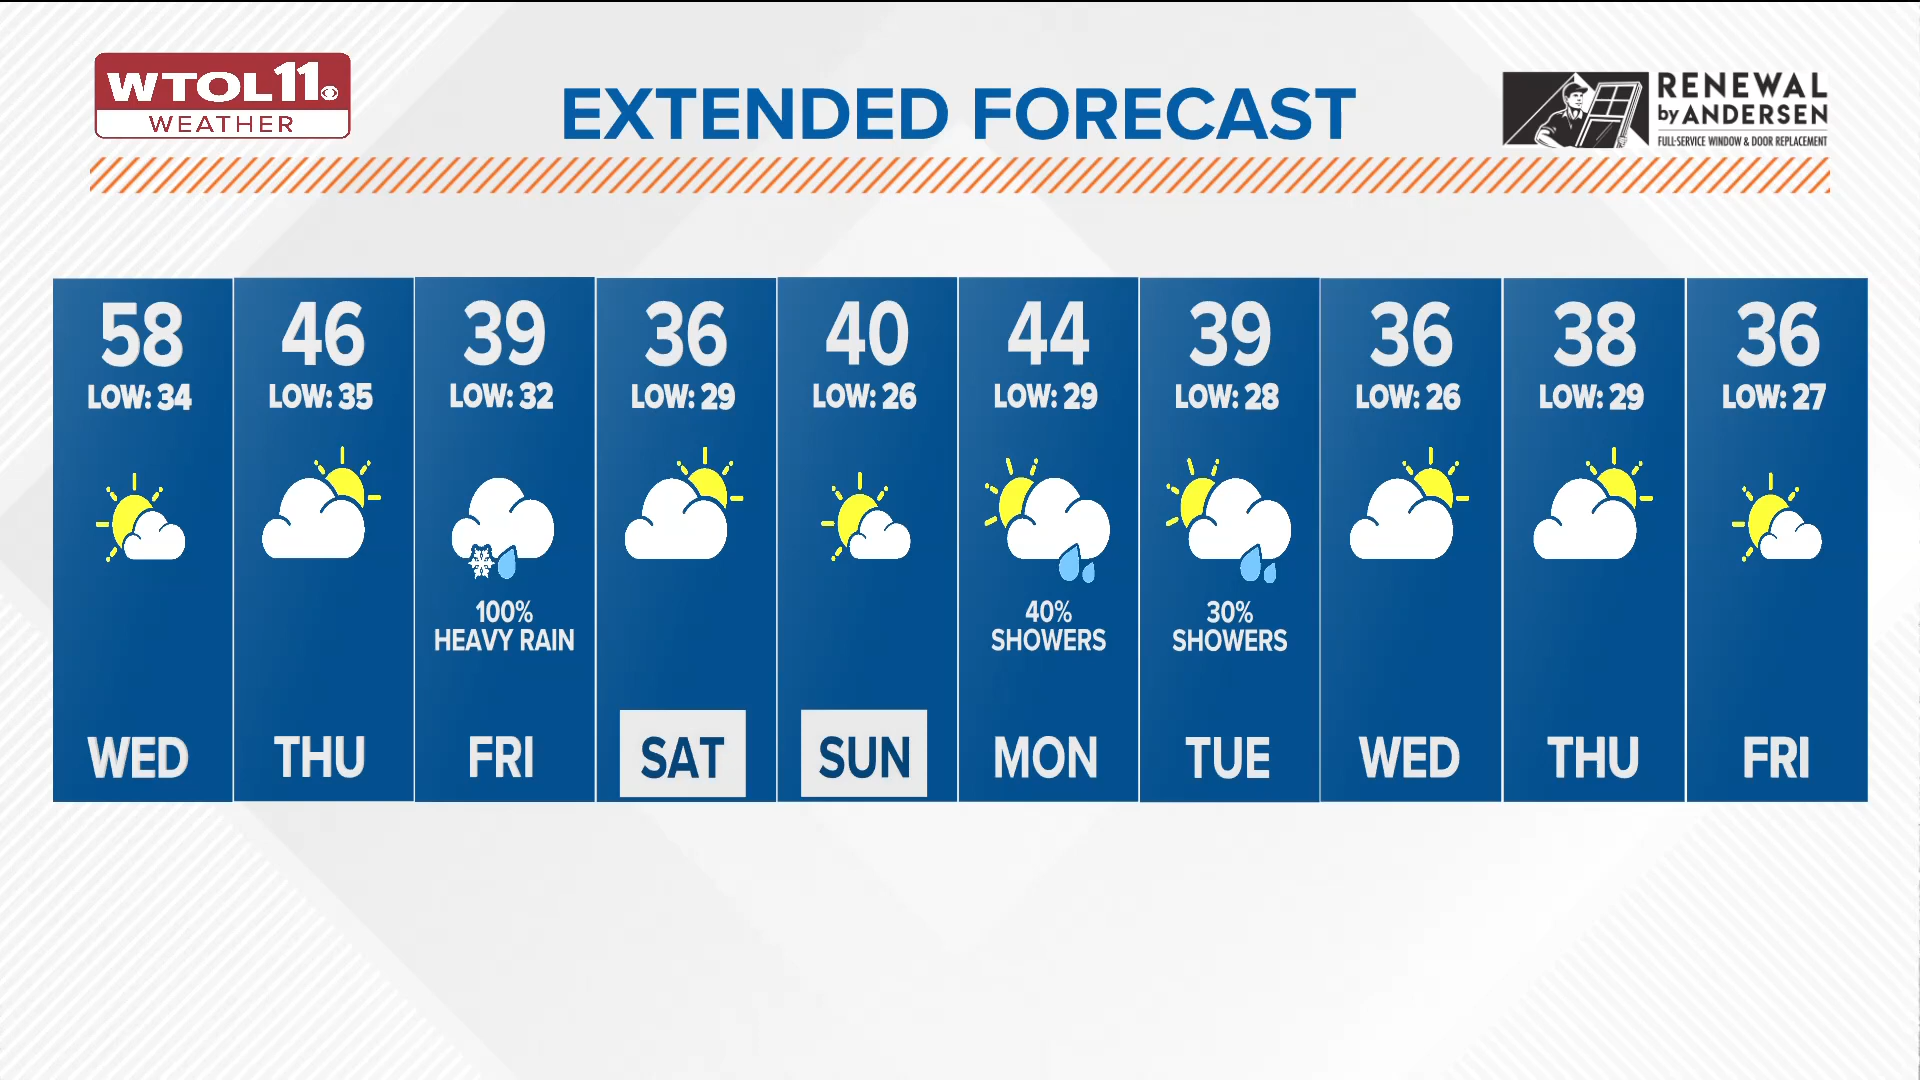 WTOL11
WEATHER
EXTENDED FORECAST
RENEWAL
by ANDERSEN
FULL-SERVICE WINDOW & DOOR REPLACEMENT
58
LOW: 34
WED
46
LOW: 35
THU
39
LOW: 32
100%
HEAVY RAIN
FRI
36
LOW: 29
SAT
40
LOW: 26
SUN
44
LOW: 29
40%
SHOWERS
MON
39
LOW: 28
30%
SHOWERS
TUE
36
LOW: 26
WED
38
LOW: 29
THU
36
LOW: 27
FRI